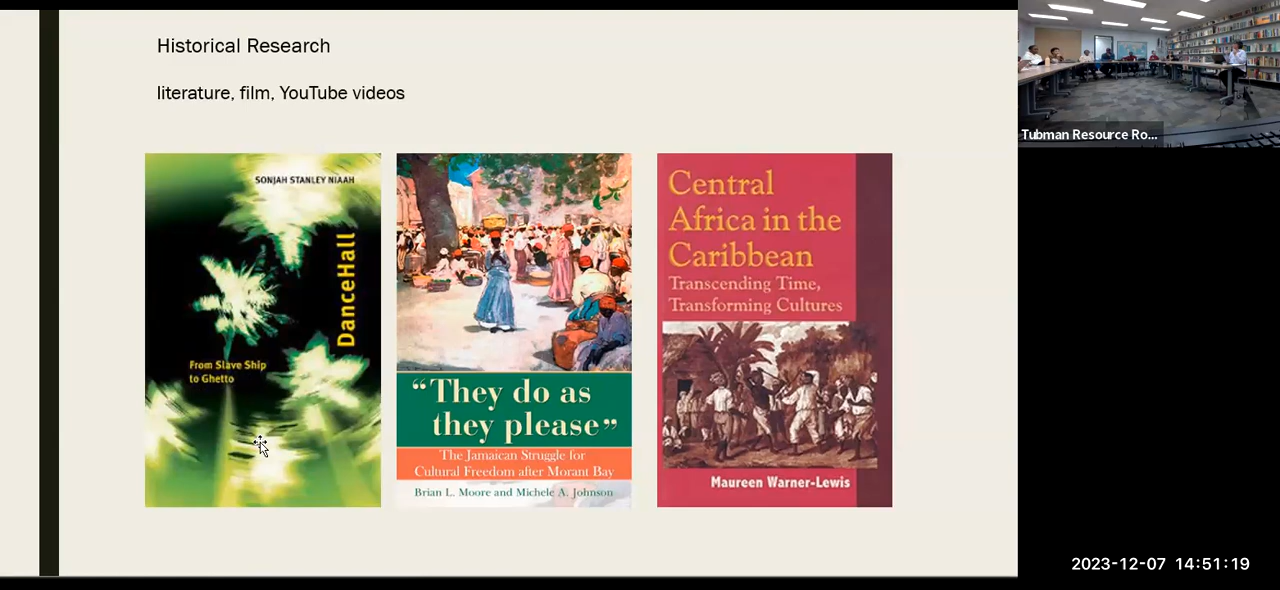 Historical Research
literature, film, YouTube videos
SONJAH STANLEY NIAAH
DanceHall
From Slave Ship
to Ghetto
“They do as
they please”
The Jamaican Struggle for
Cultural Freedom after Morant Bay
Brian L. Moore and Michele A. Johnson
Central
Africa in the
Caribbean
Transcending Time,
Transforming Cultures
Maureen Warner-Lewis
Tubman Resource Ro...
2023-12-07 14:51:19